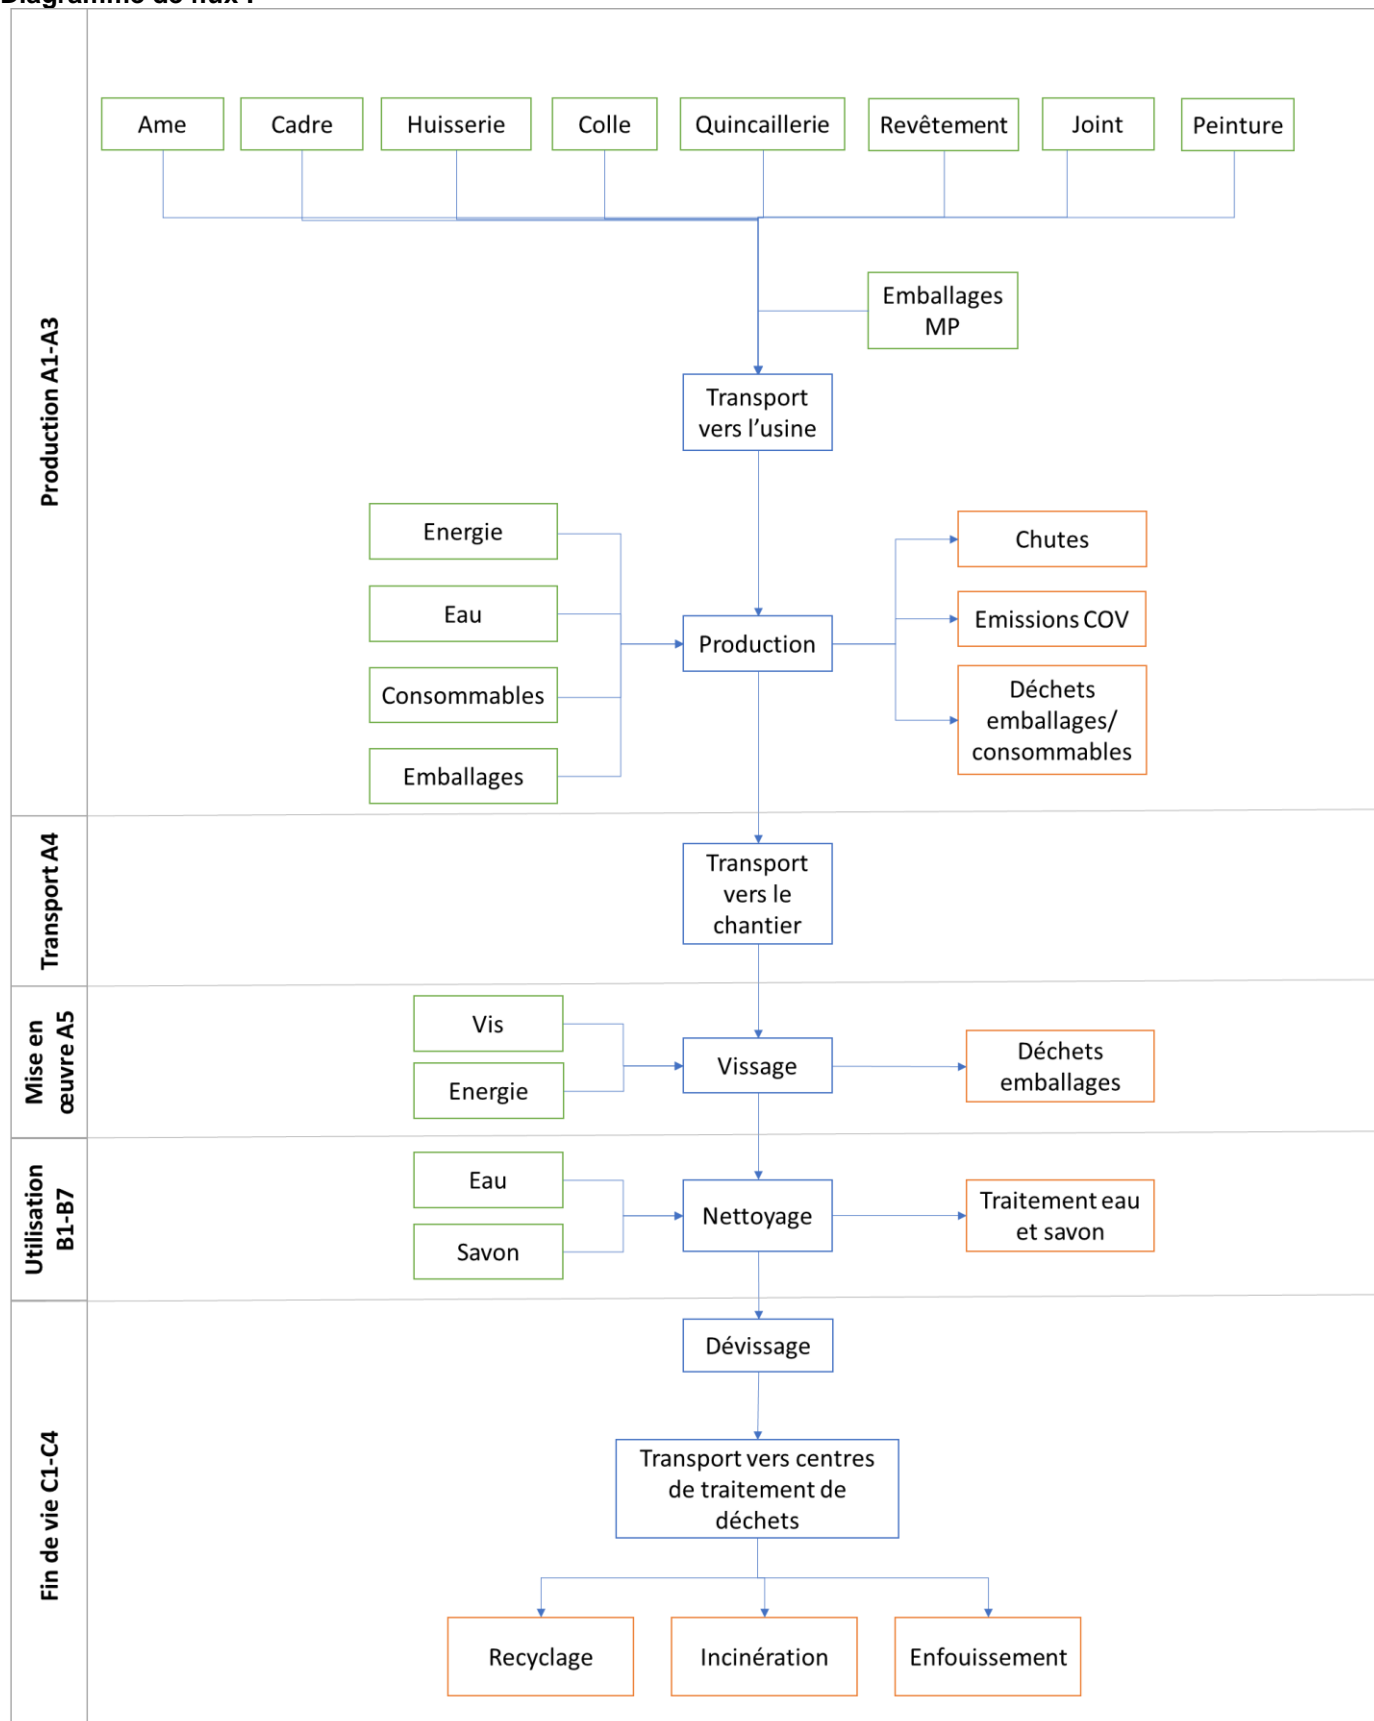 Diagramme de flux :
Production A1-A3
Ame
Cadre
Huisserie
Colle
Quincaillerie
Revêtement
Joint
Peinture
Emballages
MP
Transport
vers l'usine
Energie
Eau
Consommables
Emballages
Production
Chutes
Emissions COV
Déchets
emballages/
consommables
Transport A4
Transport
vers le
chantier
Mise en
œuvre A5
Vis
Energie
Vissage
Déchets
emballages
Utilisation
B1-B7
Eau
Savon
Nettoyage
Traitement eau
et savon
Fin de vie C1-C4
Dévissage
Transport vers centres
de traitement de
déchets
Recyclage
Incinération
Enfouissement